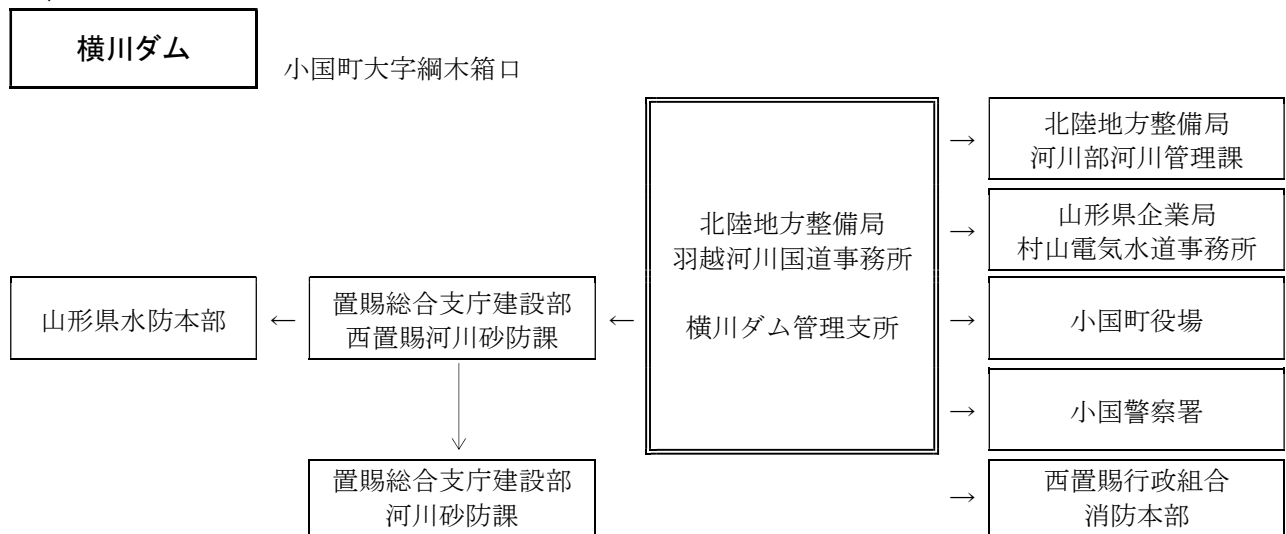 横川ダム
小国町大字綱木箱口
北陸地方整備局
河川部河川管理課
→
北陸地方整備局
羽越河川国道事務所
横川ダム管理支所
→
山形県企業局
村山電気水道事務所
山形県水防本部
←
置賜総合支庁建設部
西置賜河川砂防課
←
→
小国町役場
→
小国警察署
置賜総合支庁建設部
河川砂防課
→
西置賜行政組合
消防本部